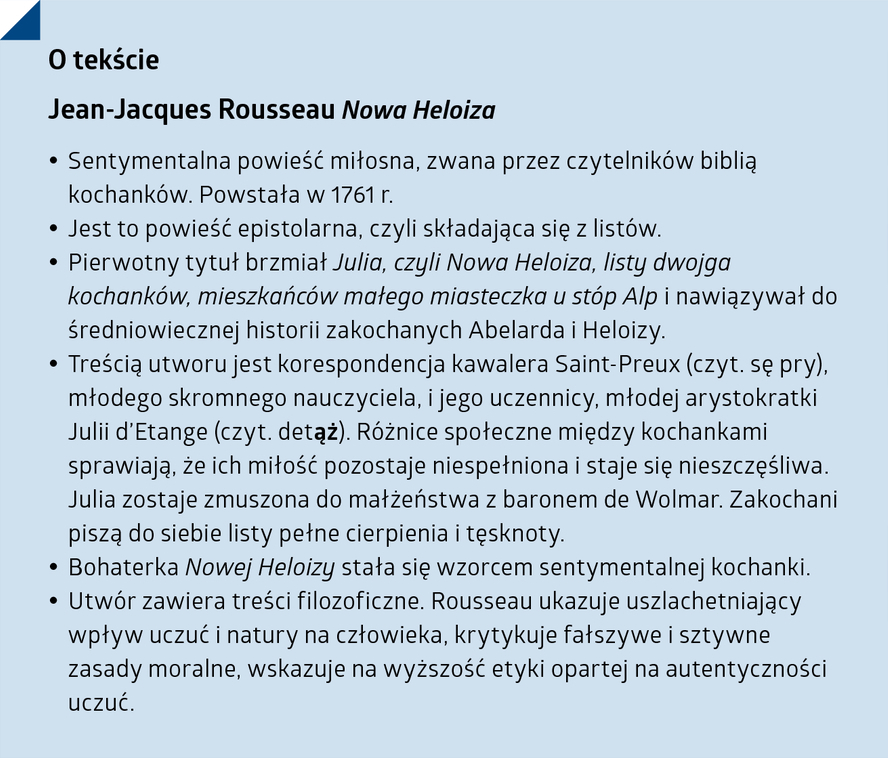 O tekście
Jean-Jacques Rousseau Nowa Heloiza
• Sentymentalna powieść miłosna, zwana przez czytelników biblią
kochanków. Powstała w 1761 r.
• Jest to powieść epistolarna, czyli składająca się z listów.
• Pierwotny tytuł brzmiał Julia, czyli Nowa Heloiza, listy dwojga
kochanków, mieszkańców małego miasteczka u stóp Alp i nawiązywał do
średniowiecznej historii zakochanych Abelarda i Heloizy.
• Treścią utworu jest korespondencja kawalera Saint-Preux (czyt. sę pry),
młodego skromnego nauczyciela, i jego uczennicy, młodej arystokratki
Julii d’Etange (czyt. detąż). Różnice społeczne między kochankami
sprawiają, że ich miłość pozostaje niespełniona i staje się nieszczęśliwa.
Julia zostaje zmuszona do małżeństwa z baronem de Wolmar. Zakochani
piszą do siebie listy pełne cierpienia i tęsknoty.
• Bohaterka Nowej Heloizy stała się wzorcem sentymentalnej kochanki.
• Utwór zawiera treści filozoficzne. Rousseau ukazuje uszlachetniający
wpływ uczuć i natury na człowieka, krytykuje fałszywe i sztywne
zasady moralne, wskazuje na wyższość etyki opartej na autentyczności
uczuć.